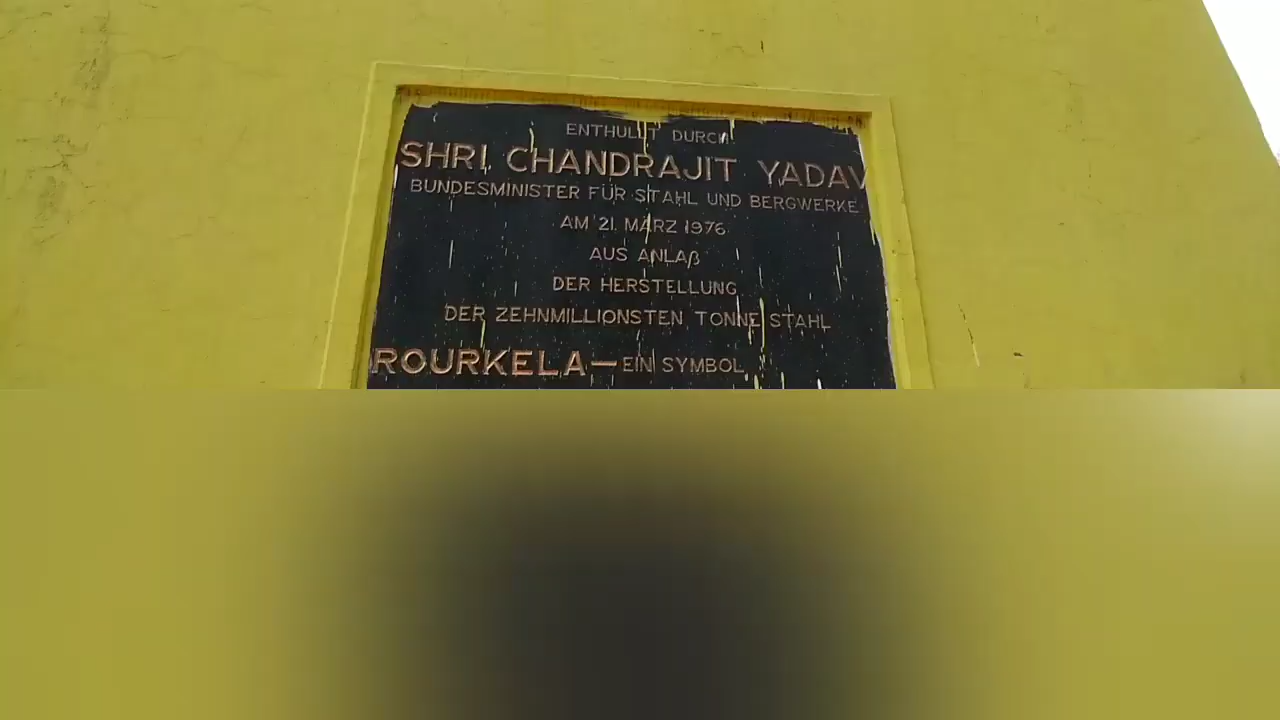 ENTHULLT DURCH
SHRI CHANDRAJIT YADAV
BUNDESMINISTER FÜR STAHL UND BERGWERKE
AM 21. MÄRZ 1976
AUS ANLAß
DER HERSTELLUNG
DER ZEHNMILLIONSTEN TONNE STAHL
ROURKELA — EIN SYMBOL